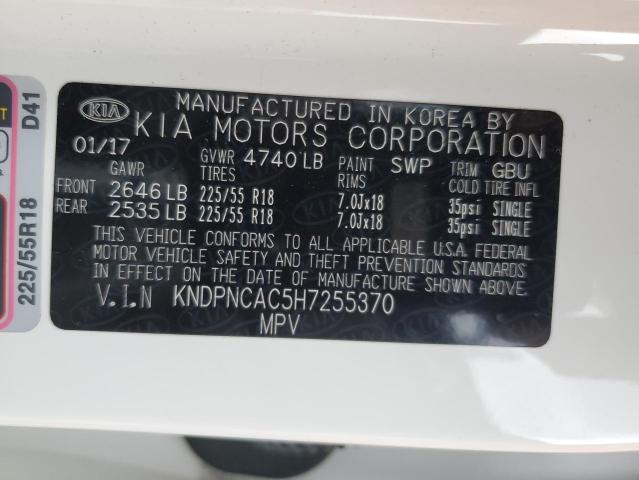 KIA
MANUFACTURED IN KOREA BY
KIA MOTORS CORPORATION
01/17 GVWR 4740 LB PAINT SWP TRIM GBU
GAWR TIRES RIMS COLD TIRE INFL
FRONT 2646 LB 225/55 R18 7.0Jx18 35psi SINGLE
REAR 2535 LB 225/55 R18 7.0Jx18 35psi SINGLE
THIS VEHICLE CONFORMS TO ALL APPLICABLE U.S.A. FEDERAL
MOTOR VEHICLE SAFETY AND THEFT PREVENTION STANDARDS
IN EFFECT ON THE DATE OF MANUFACTURE SHOWN ABOVE.
V.I.N KNDPNCAC5H7255370
MPV
D41
225/55R18